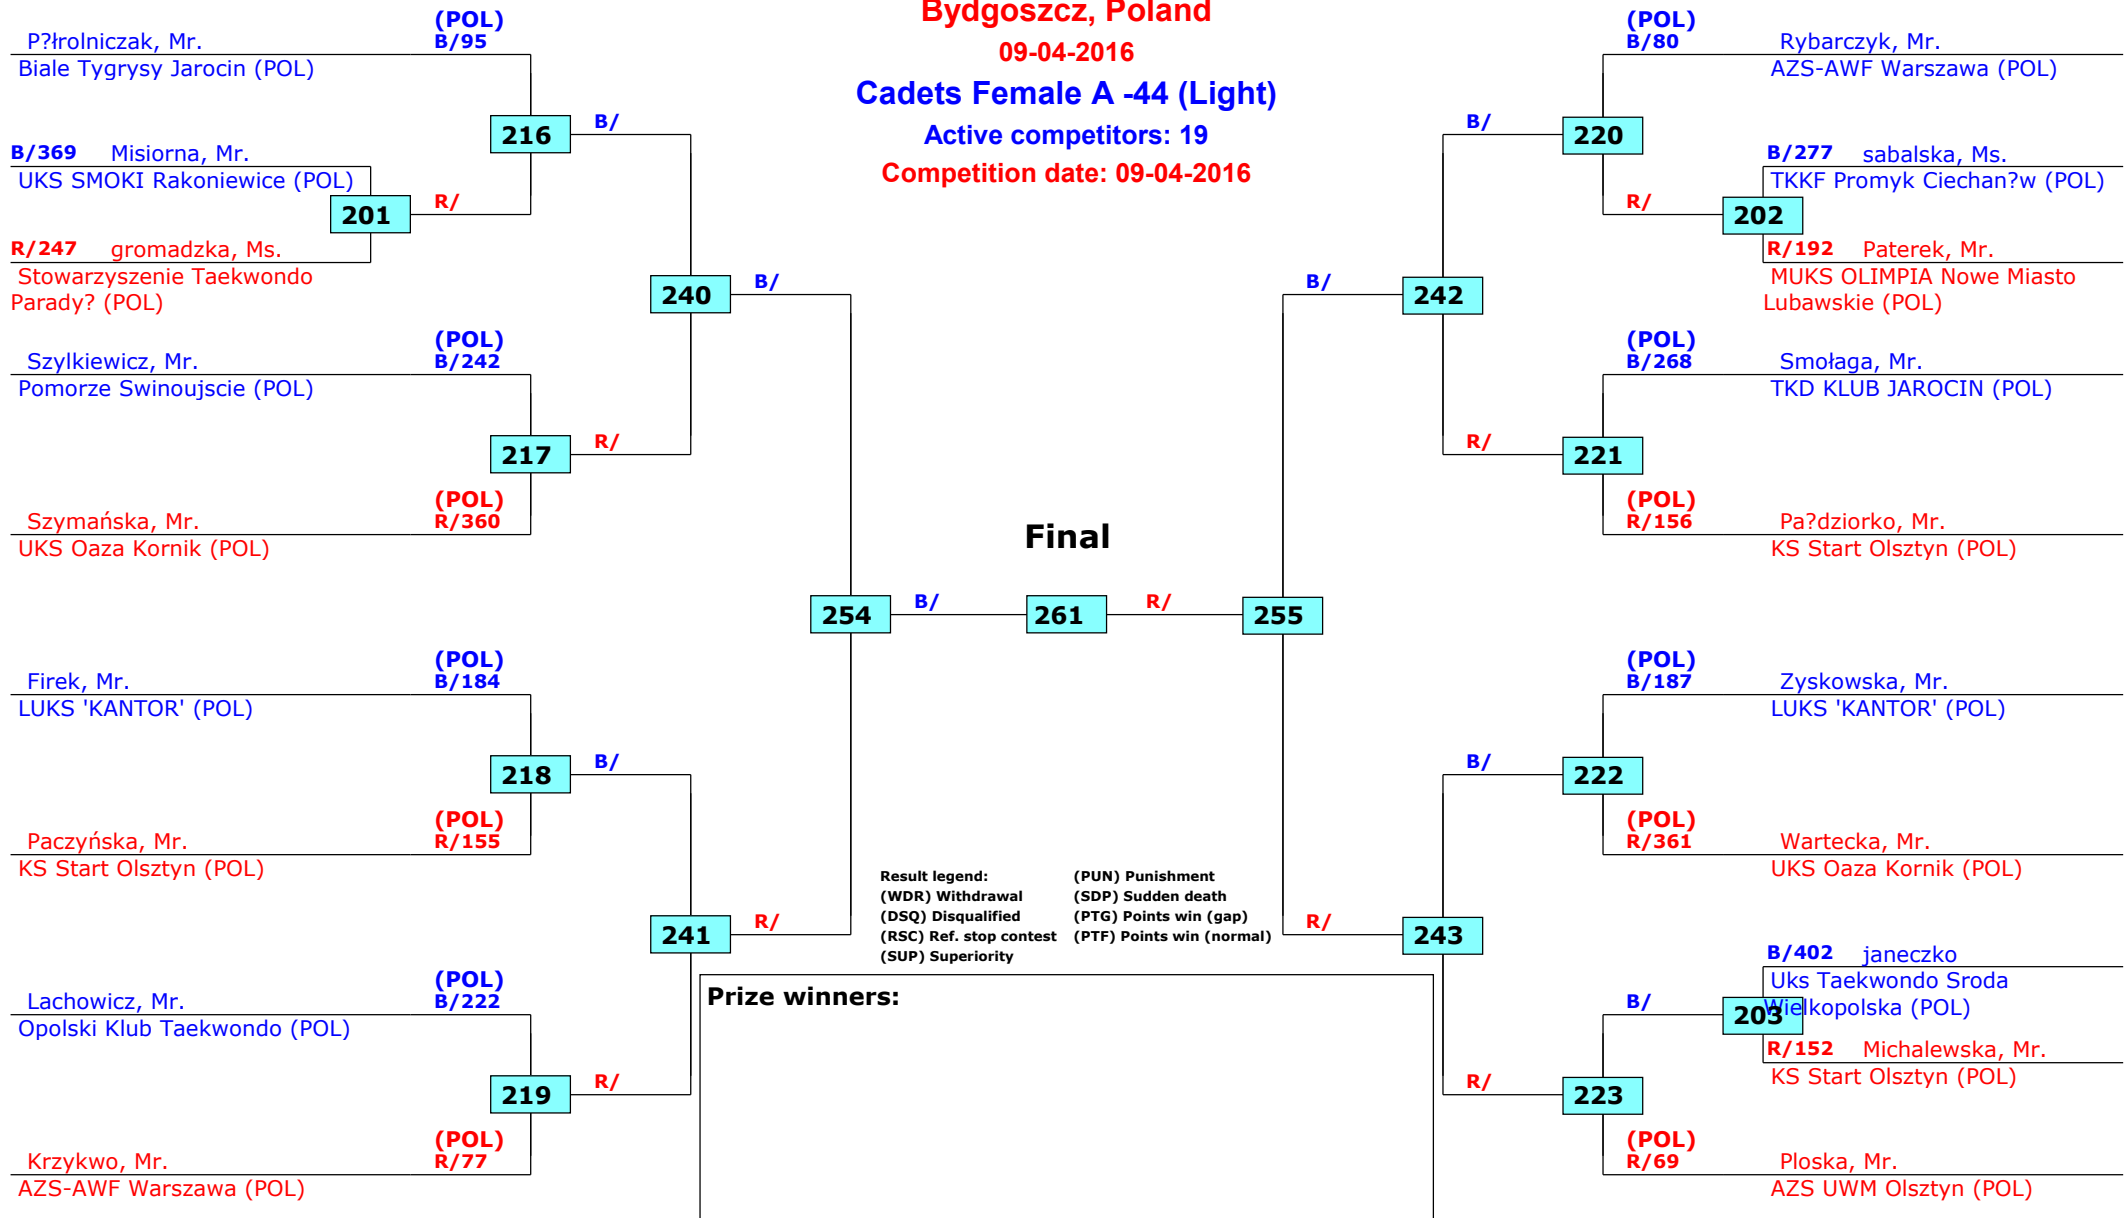 Bydgoszcz, Poland
09-04-2016
Cadets Female A -44 (Light)
Active competitors: 19
Competition date: 09-04-2016
(POL)
P?łrolniczak, Mr. B/95
Biale Tygrysy Jarocin (POL)
216
B/
B/369 Misiorna, Mr.
UKS SMOKI Rakoniewice (POL)
201
R/
R/247 gromadzka, Ms.
Stowarzyszenie Taekwondo
Parady? (POL)
240
B/
(POL)
Szylkiewicz, Mr. B/242
Pomorze Swinoujscie (POL)
217
R/
(POL)
Szymańska, Mr. R/360
UKS Oaza Kornik (POL)
254
B/
(POL)
Firek, Mr. B/184
LUKS 'KANTOR' (POL)
218
B/
(POL)
Paczyńska, Mr. R/155
KS Start Olsztyn (POL)
241
R/
(POL)
Lachowicz, Mr. B/222
Opolski Klub Taekwondo (POL)
219
R/
(POL)
Krzykwo, Mr. R/77
AZS-AWF Warszawa (POL)
Final
261
R/
255
(POL)
B/80 Rybarczyk, Mr.
AZS-AWF Warszawa (POL)
B/
220
B/277 sabalska, Ms.
TKKF Promyk Ciechan?w (POL)
R/
202
R/192 Paterek, Mr.
MUKS OLIMPIA Nowe Miasto
Lubawskie (POL)
B/
242
(POL)
B/268 Smołaga, Mr.
TKD KLUB JAROCIN (POL)
R/
221
(POL)
R/156 Pa?dziorko, Mr.
KS Start Olsztyn (POL)
(POL)
B/187 Zyskowska, Mr.
LUKS 'KANTOR' (POL)
B/
222
(POL)
R/361 Wartecka, Mr.
UKS Oaza Kornik (POL)
R/
243
B/402 janeczko
Uks Taekwondo Sroda
Wielkopolska (POL)
B/
203
R/152 Michalewska, Mr.
KS Start Olsztyn (POL)
R/
223
(POL)
R/69 Ploska, Mr.
AZS UWM Olsztyn (POL)
Result legend: (PUN) Punishment
(WDR) Withdrawal (SDP) Sudden death
(DSQ) Disqualified (PTG) Points win (gap)
(RSC) Ref. stop contest (PTF) Points win (normal)
(SUP) Superiority
Prize winners: